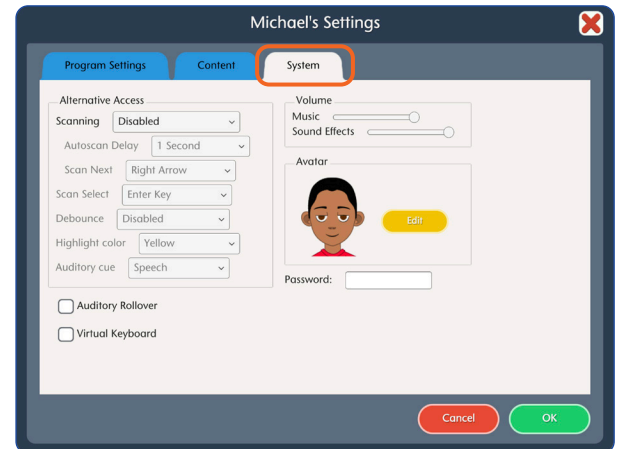 Michael's Settings
Program Settings
Content
System
Alternative Access
Scanning Disabled
Autoscan Delay 1 Second
Scan Next Right Arrow
Scan Select Enter Key
Debounce Disabled
Highlight color Yellow
Auditory cue Speech
Auditory Rollover
Virtual Keyboard
Volume
Music
Sound Effects
Avatar
Edit
Password:
Cancel
OK